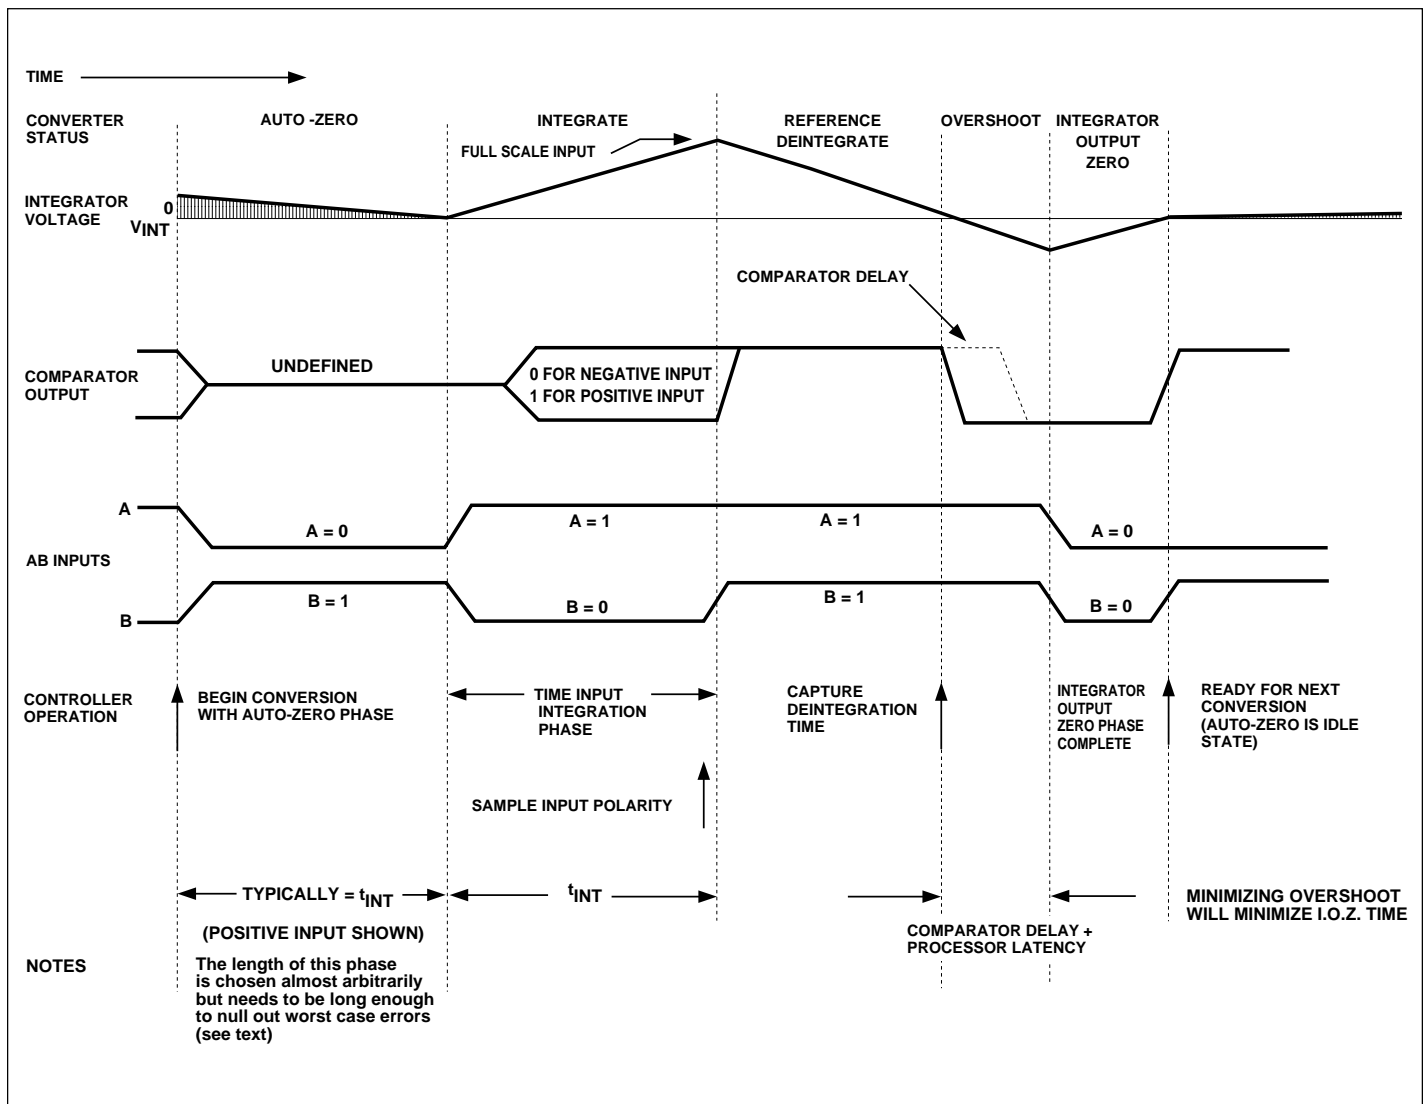 TIME
CONVERTER
STATUS
AUTO -ZERO
INTEGRATE
REFERENCE
DEINTEGRATE
OVERSHOOT
INTEGRATOR
OUTPUT
ZERO
FULL SCALE INPUT
INTEGRATOR
VOLTAGE
0
VINT
COMPARATOR DELAY
COMPARATOR
OUTPUT
UNDEFINED
0 FOR NEGATIVE INPUT
1 FOR POSITIVE INPUT
AB INPUTS
A
A = 0
A = 1
A = 1
A = 0
B
B = 1
B = 0
B = 1
B = 0
CONTROLLER
OPERATION
BEGIN CONVERSION
WITH AUTO-ZERO PHASE
TIME INPUT
INTEGRATION
PHASE
CAPTURE
DEINTEGRATION
TIME
INTEGRATOR
OUTPUT
ZERO PHASE
COMPLETE
READY FOR NEXT
CONVERSION
(AUTO-ZERO IS IDLE
STATE)
SAMPLE INPUT POLARITY
TYPICALLY = tINT
tINT
MINIMIZING OVERSHOOT
WILL MINIMIZE I.O.Z. TIME
(POSITIVE INPUT SHOWN)
COMPARATOR DELAY +
PROCESSOR LATENCY
NOTES
The length of this phase
is chosen almost arbitrarily
but needs to be long enough
to null out worst case errors
(see text)